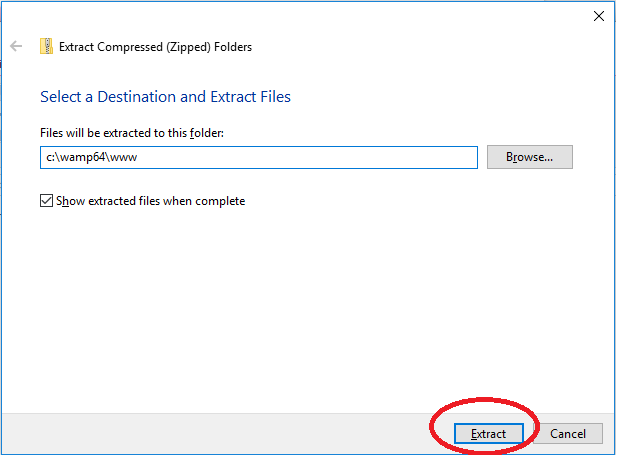 Extract Compressed (Zipped) Folders
Select a Destination and Extract Files
Files will be extracted to this folder:
c:\wamp64\www
Browse...
Show extracted files when complete
Extract
Cancel